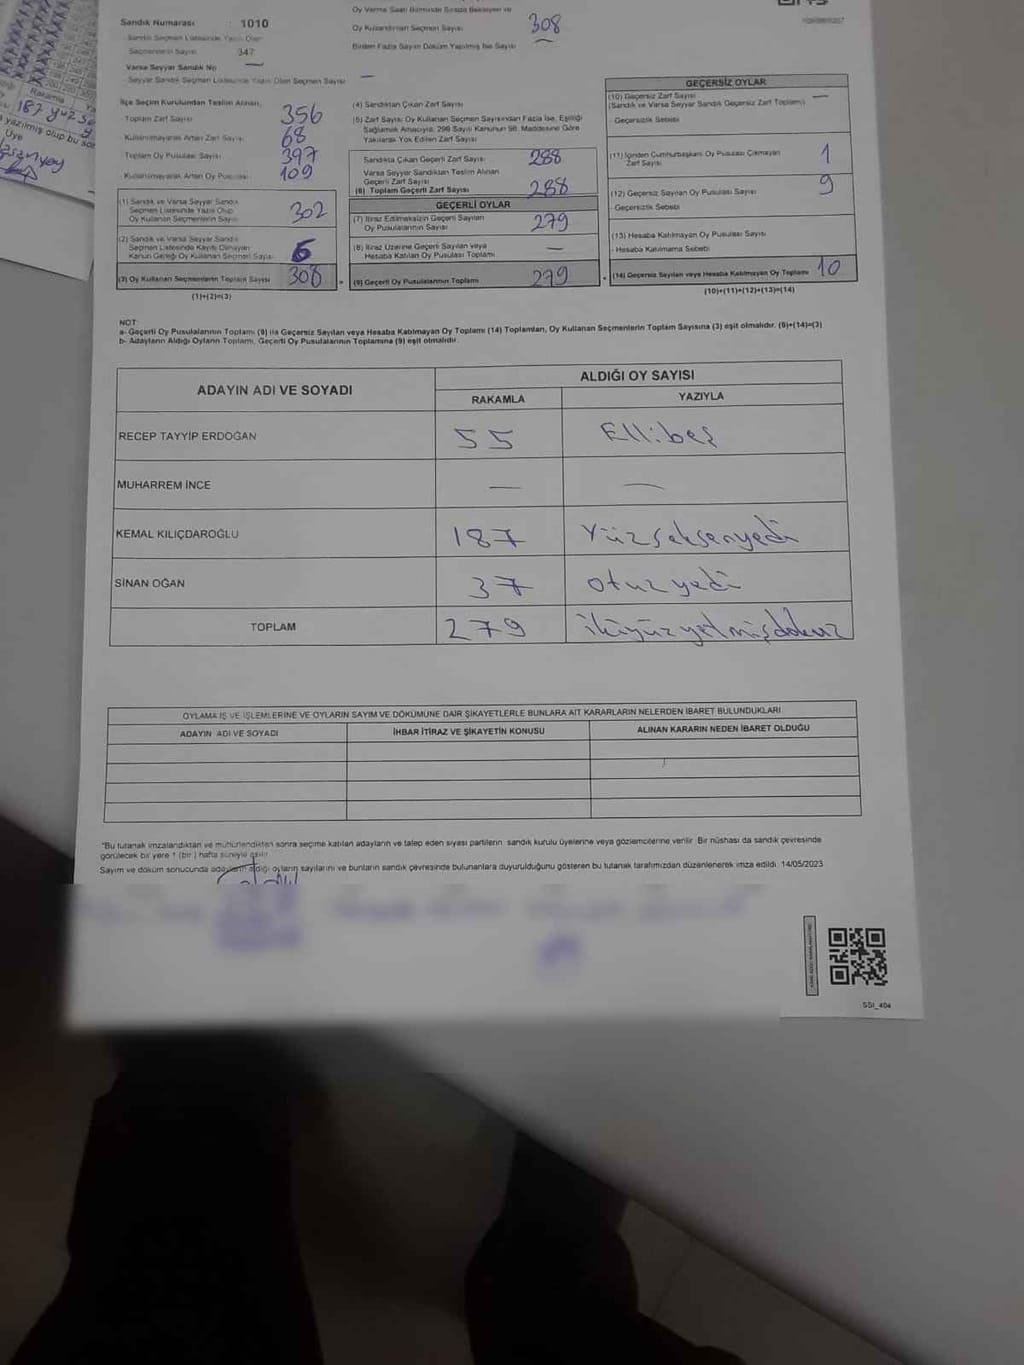 Sandık Numarası : 1010
Sandık Seçmen Listesinde Yazılı Olan
Seçmenlerin Sayısı 347
Varsa Seyyar Sandık No —
Seyyar Sandık Seçmen Listesinde Yazılı Olan Seçmen Sayısı —
Oy Verme Saati Bitiminde Sırada Bekleyen ve
Oy Kullandırılan Seçmen Sayısı 308
Birden Fazla Sayım Döküm Yapılmış İse Sayısı —
İlçe Seçim Kurulundan Teslim Alınan;
Toplam Zarf Sayısı 356
Kullanılmayarak Artan Zarf Sayısı 68
Toplam Oy Pusulası Sayısı 397
Kullanılmayarak Artan Oy Pusulası 109
(1) Sandık ve Varsa Seyyar Sandık
Seçmen Listesinde Yazılı Olup
Oy Kullanan Seçmenlerin Sayısı 302
(2) Sandık ve Varsa Seyyar Sandık
Seçmen Listesinde Kayıtlı Olmayan
Kanun Gereği Oy Kullanan Seçmen Sayısı 6
(3) Oy Kullanan Seçmenlerin Toplam Sayısı 308
(1)+(2)=(3)
(4) Sandıktan Çıkan Zarf Sayısı
(5) Zarf Sayısı, Oy Kullanan Seçmen Sayısından Fazla İse, Eşitliği
Sağlamak Amacıyla, 298 Sayılı Kanunun 98. Maddesine Göre
Yakılarak Yok Edilen Zarf Sayısı
Sandıkta Çıkan Geçerli Zarf Sayısı 288
Varsa Seyyar Sandıktan Teslim Alınan
Geçerli Zarf Sayısı
(6) Toplam Geçerli Zarf Sayısı 288
GEÇERLİ OYLAR
(7) İtiraz Edilmeksizin Geçerli Sayılan
Oy Pusulalarının Sayısı 279
(8) İtiraz Üzerine Geçerli Sayılan veya
Hesaba Katılan Oy Pusulası Toplamı —
(9) Geçerli Oy Pusulalarının Toplamı 279
GEÇERSİZ OYLAR
(10) Geçersiz Zarf Sayısı —
(Sandık ve Varsa Seyyar Sandık Geçersiz Zarf Toplamı)
- Geçersizlik Sebebi
(11) İçinden Cumhurbaşkanı Oy Pusulası Çıkmayan
Zarf Sayısı 1
(12) Geçersiz Sayılan Oy Pusulası Sayısı 9
- Geçersizlik Sebebi
(13) Hesaba Katılmayan Oy Pusulası Sayısı
- Hesaba Katılmama Sebebi
(14) Geçersiz Sayılan veya Hesaba Katılmayan Oy Toplamı 10
(10)+(11)+(12)+(13)=(14)
NOT:
a- Geçerli Oy Pusulalarının Toplamı (9) ile Geçersiz Sayılan veya Hesaba Katılmayan Oy Toplamı (14) Toplamları, Oy Kullanan Seçmenlerin Toplam Sayısına (3) eşit olmalıdır. (9)+(14)=(3)
b- Adayların Aldığı Oyların Toplamı, Geçerli Oy Pusulalarının Toplamına (9) eşit olmalıdır.
ADAYIN ADI VE SOYADI
ALDIĞI OY SAYISI
RAKAMLA YAZIYLA
RECEP TAYYİP ERDOĞAN 55 Ellibeş
MUHARREM İNCE — —
KEMAL KILIÇDAROĞLU 187 Yüzseksenyedi
SİNAN OĞAN 37 otuzyedi
TOPLAM 279 ikiyüzyetmişdokuz
OYLAMA İŞ VE İŞLEMLERİNE VE OYLARIN SAYIM VE DÖKÜMÜNE DAİR ŞİKAYETLERLE BUNLARA AİT KARARLARIN NELERDEN İBARET BULUNDUKLARI
ADAYIN ADI VE SOYADI İHBAR İTİRAZ VE ŞİKAYETİN KONUSU ALINAN KARARIN NEDEN İBARET OLDUĞU
*Bu tutanak imzalandıktan ve mühürlendikten sonra seçime katılan adayların ve talep eden siyasi partilerin sandık kurulu üyelerine veya gözlemcilerine verilir. Bir nüshası da sandık çevresinde
görülecek bir yere 1 (bir) hafta süreyle asılır.
Sayım ve döküm sonucunda adayların aldığı oyların sayılarını ve bunların sandık çevresinde bulunanlara duyurulduğunu gösteren bu tutanak tarafımızdan düzenlenerek imza edildi. 14/05/2023
SSI_404
Rakamla
187
yazılmış olup bu
Üye